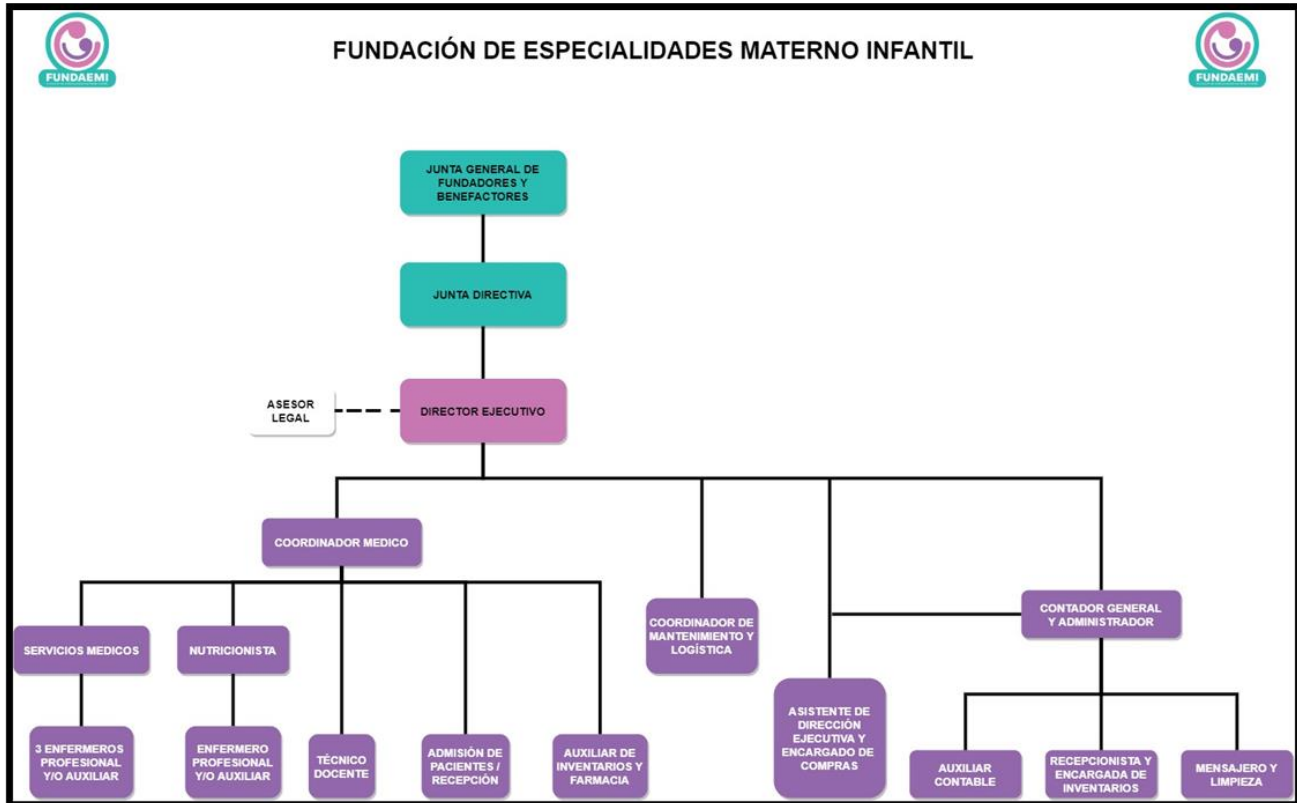 FUNDACIÓN DE ESPECIALIDADES MATERNO INFANTIL
FUNDAEMI
FUNDAEMI
JUNTA GENERAL DE
FUNDADORES Y
BENEFACTORES
JUNTA DIRECTIVA
ASESOR
LEGAL
DIRECTOR EJECUTIVO
COORDINADOR MEDICO
SERVICIOS MEDICOS
NUTRICIONISTA
COORDINADOR DE
MANTENIMIENTO Y
LOGÍSTICA
CONTADOR GENERAL
Y ADMINISTRADOR
3 ENFERMEROS
PROFESIONAL
Y/O AUXILIAR
ENFERMERO
PROFESIONAL
Y/O AUXILIAR
TÉCNICO
DOCENTE
ADMISIÓN DE
PACIENTES /
RECEPCIÓN
AUXILIAR DE
INVENTARIOS Y
FARMACIA
ASISTENTE DE
DIRECCIÓN
EJECUTIVA Y
ENCARGADO DE
COMPRAS
AUXILIAR
CONTABLE
RECEPCIONISTA Y
ENCARGADA DE
INVENTARIOS
MENSAJERO Y
LIMPIEZA